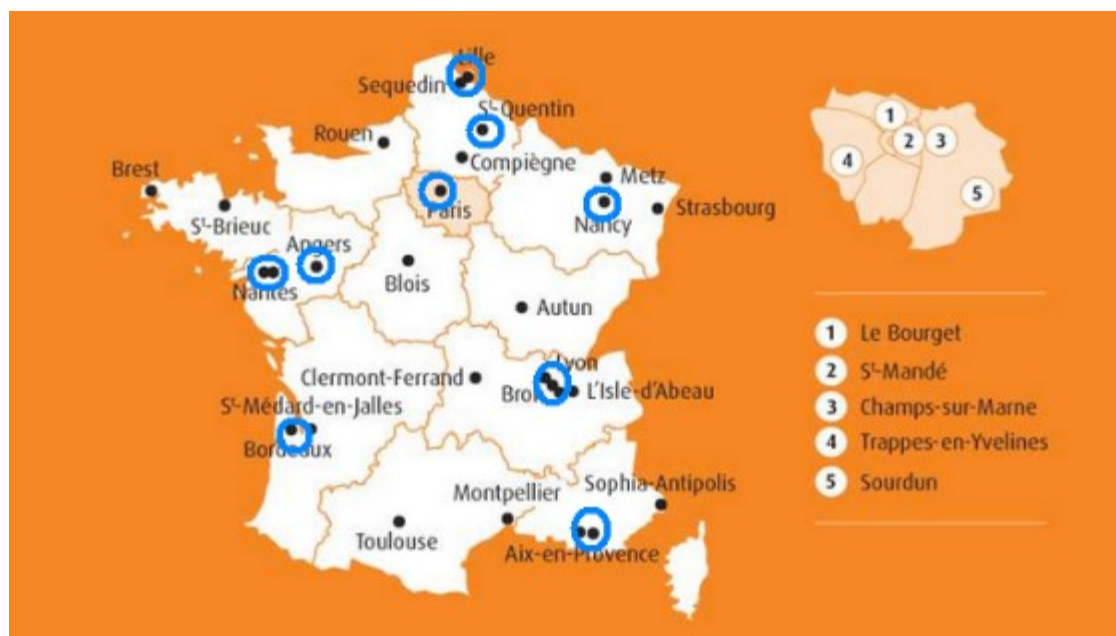 Lille
Sequedin
Sᵗ-Quentin
Rouen
Compiègne
Brest
Metz
Paris
Strasbourg
Sᵗ-Brieuc
Nancy
Angers
Blois
Nantes
Autun
Lyon
Clermont-Ferrand
Bron
L'Isle-d'Abeau
Sᵗ-Médard-en-Jalles
Bordeaux
Sophia-Antipolis
Montpellier
Toulouse
Aix-en-Provence
1
2
3
4
5
1 Le Bourget
2 Sᵗ-Mandé
3 Champs-sur-Marne
4 Trappes-en-Yvelines
5 Sourdun